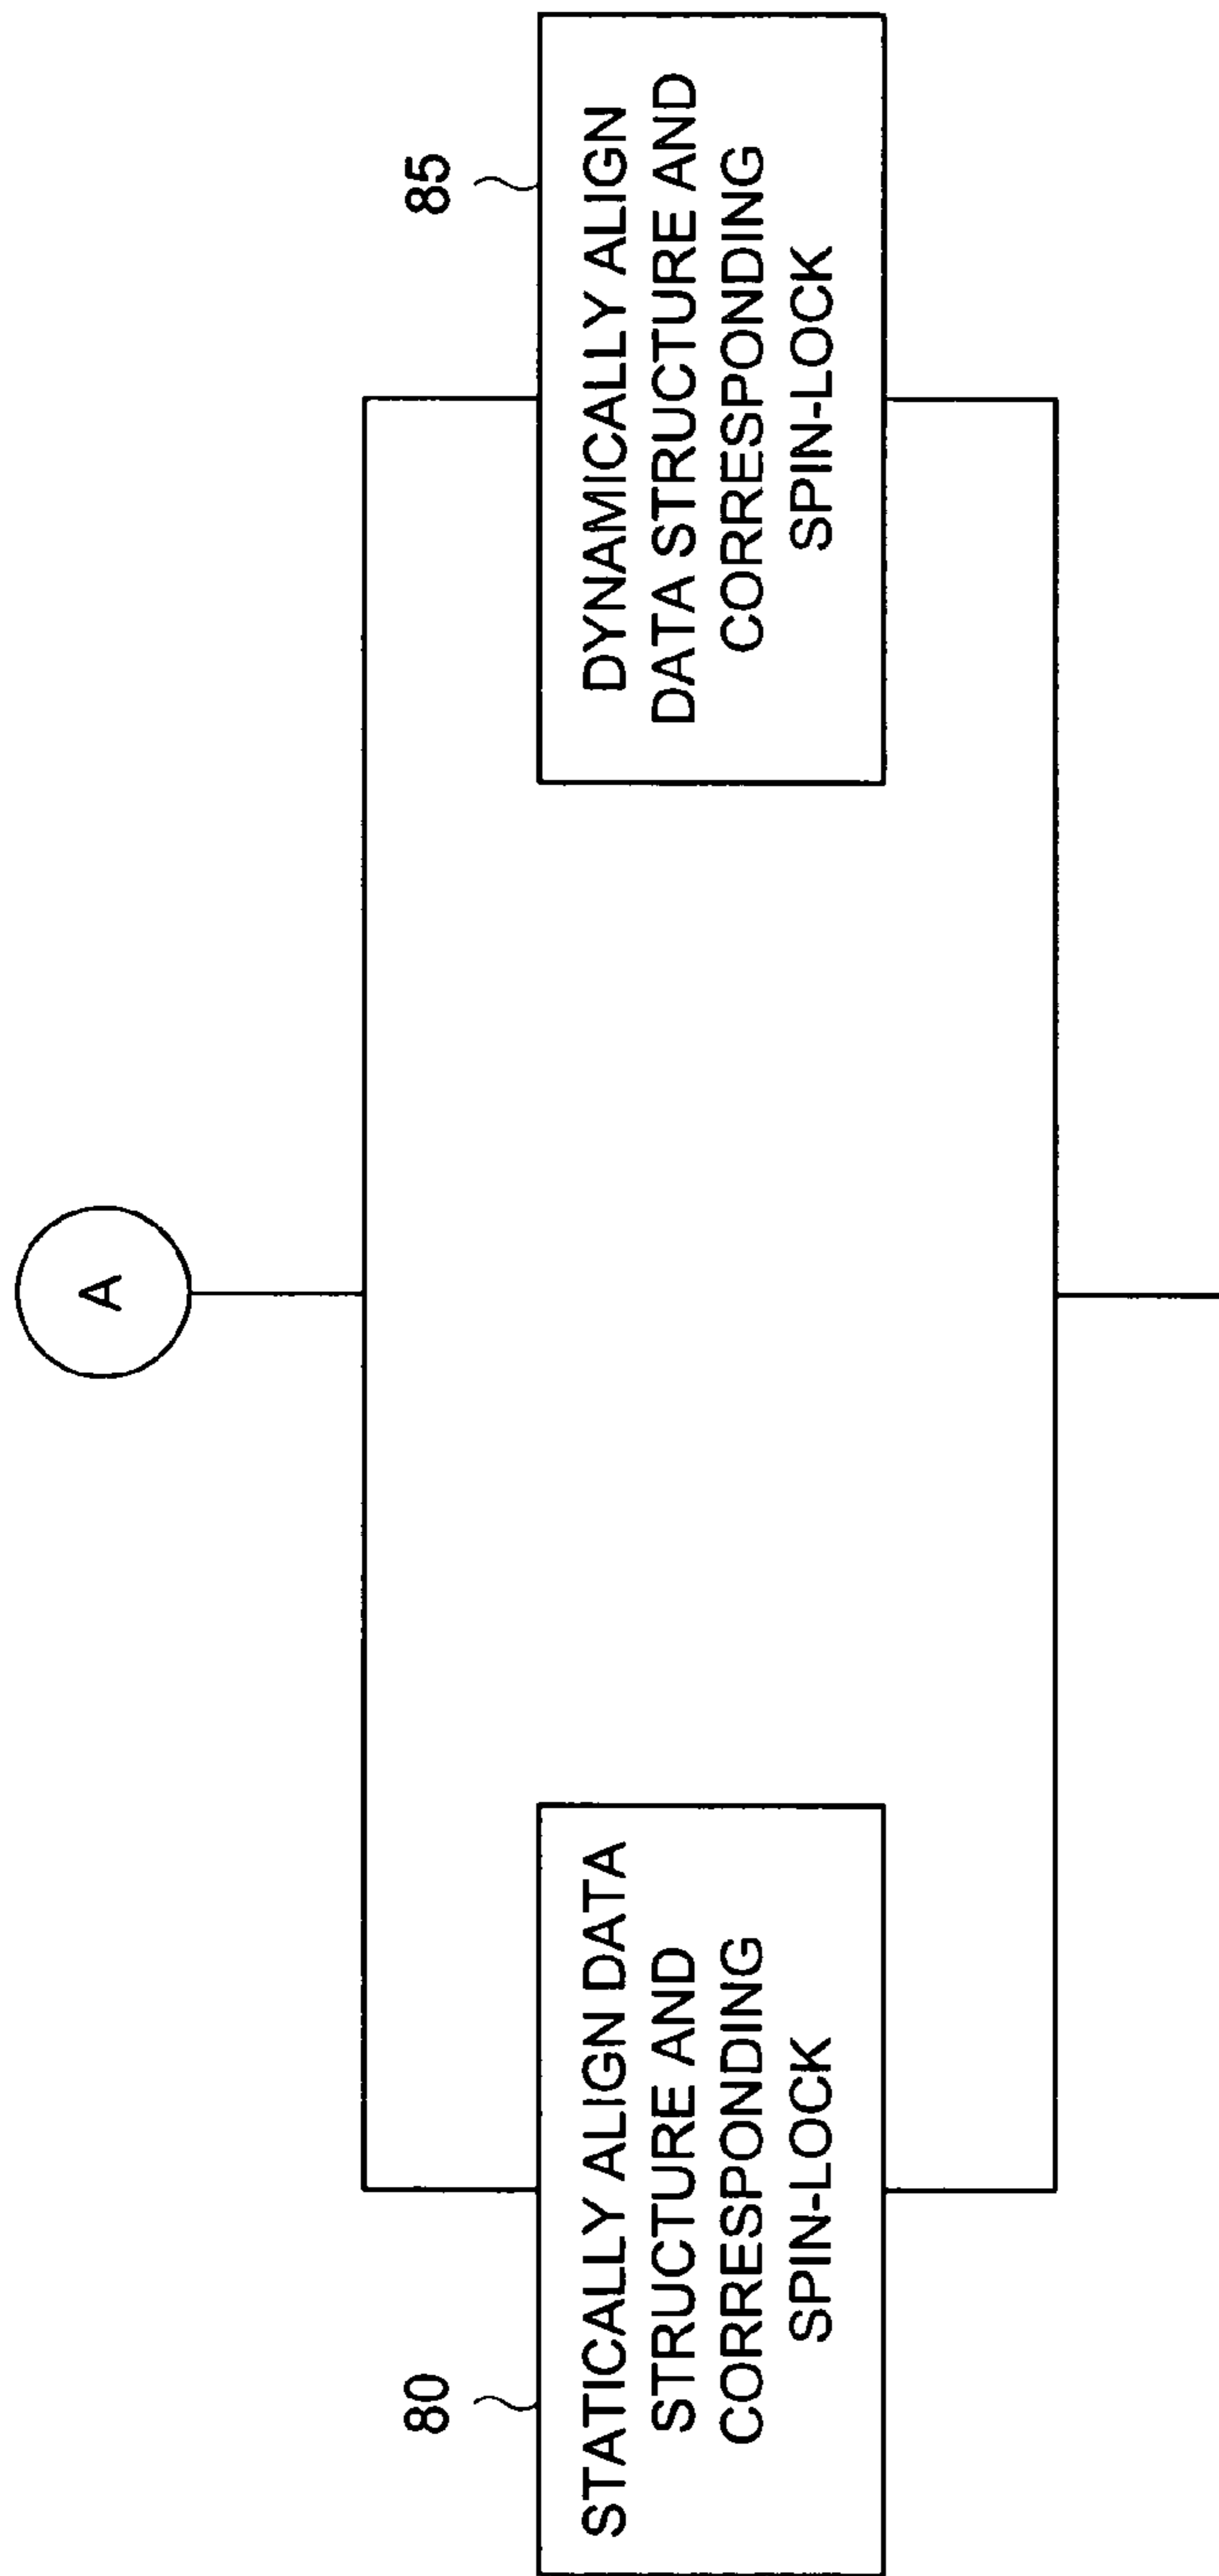 A
80
STATICALLY ALIGN DATA
STRUCTURE AND
CORRESPONDING
SPIN-LOCK
85
DYNAMICALLY ALIGN
DATA STRUCTURE AND
CORRESPONDING
SPIN-LOCK